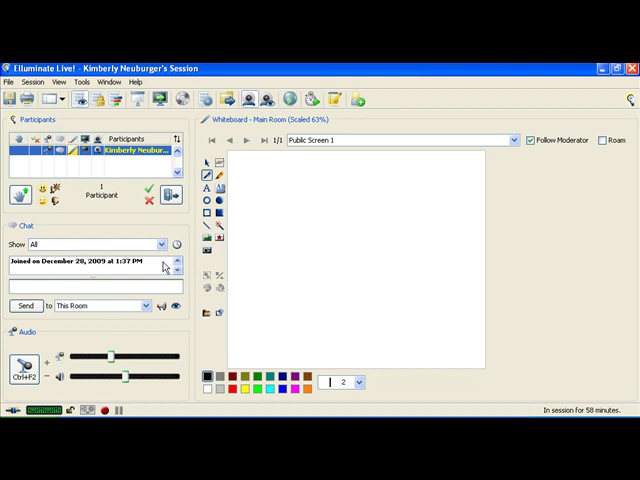 Elluminate Live! - Kimberly Neuburger's Session
File Session View Tools Window Help
Participants
Participants
Kimberly Neubur...
1
Participant
Chat
Show All
Joined on December 28, 2009 at 1:37 PM
Send to This Room
Audio
Ctrl+F2
Whiteboard - Main Room (Scaled 63%)
1/1 Public Screen 1 Follow Moderator Roam
A A
2
In session for 58 minutes.